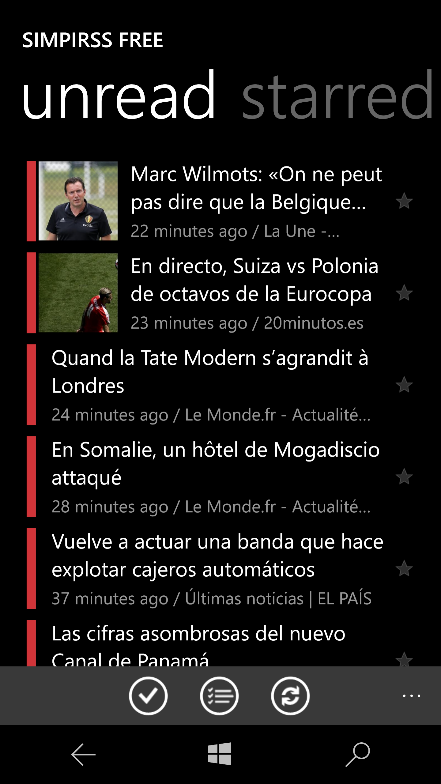 SIMPIRSS FREE
unread starred
Marc Wilmots: «On ne peut
pas dire que la Belgique...
22 minutes ago / La Une -...
En directo, Suiza vs Polonia
de octavos de la Eurocopa
23 minutes ago / 20minutos.es
Quand la Tate Modern s’agrandit à
Londres
24 minutes ago / Le Monde.fr - Actualité...
En Somalie, un hôtel de Mogadiscio
attaqué
28 minutes ago / Le Monde.fr - Actualité...
Vuelve a actuar una banda que hace
explotar cajeros automáticos
37 minutes ago / Últimas noticias | EL PAÍS
Las cifras asombrosas del nuevo
Canal de Panamá
...